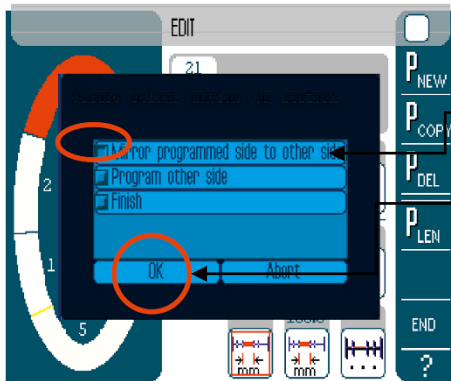 EDIT
21
P NEW
P COPY
Mirror programmed side to other side
Program other side
P DEL
2
Finish
P LEN
1
OK Abort
5
END
mm mm ...
?